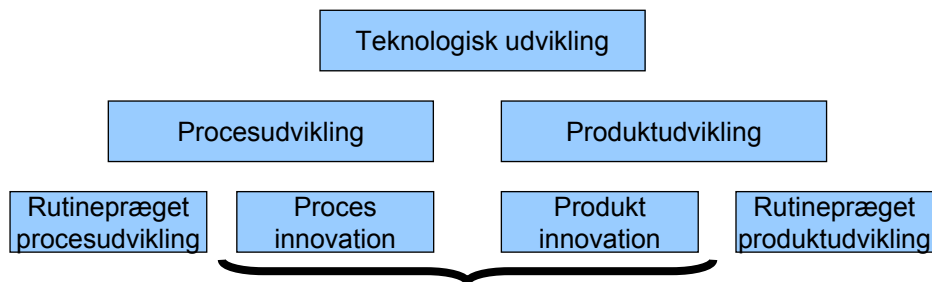 Teknologisk udvikling
Procesudvikling
Produktudvikling
Rutinepræget
procesudvikling
Proces
innovation
Produkt
innovation
Rutinepræget
produktudvikling